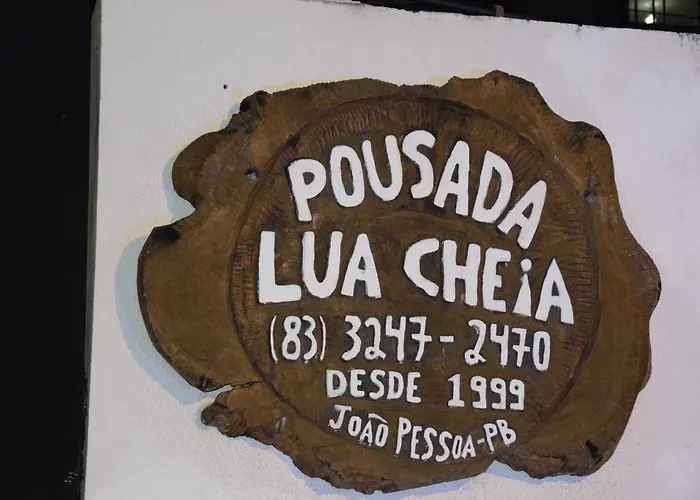 POUSADA
LUA CHEiA
(83) 3247-2470
DESDE 1999
JOÃO PESSOA-PB